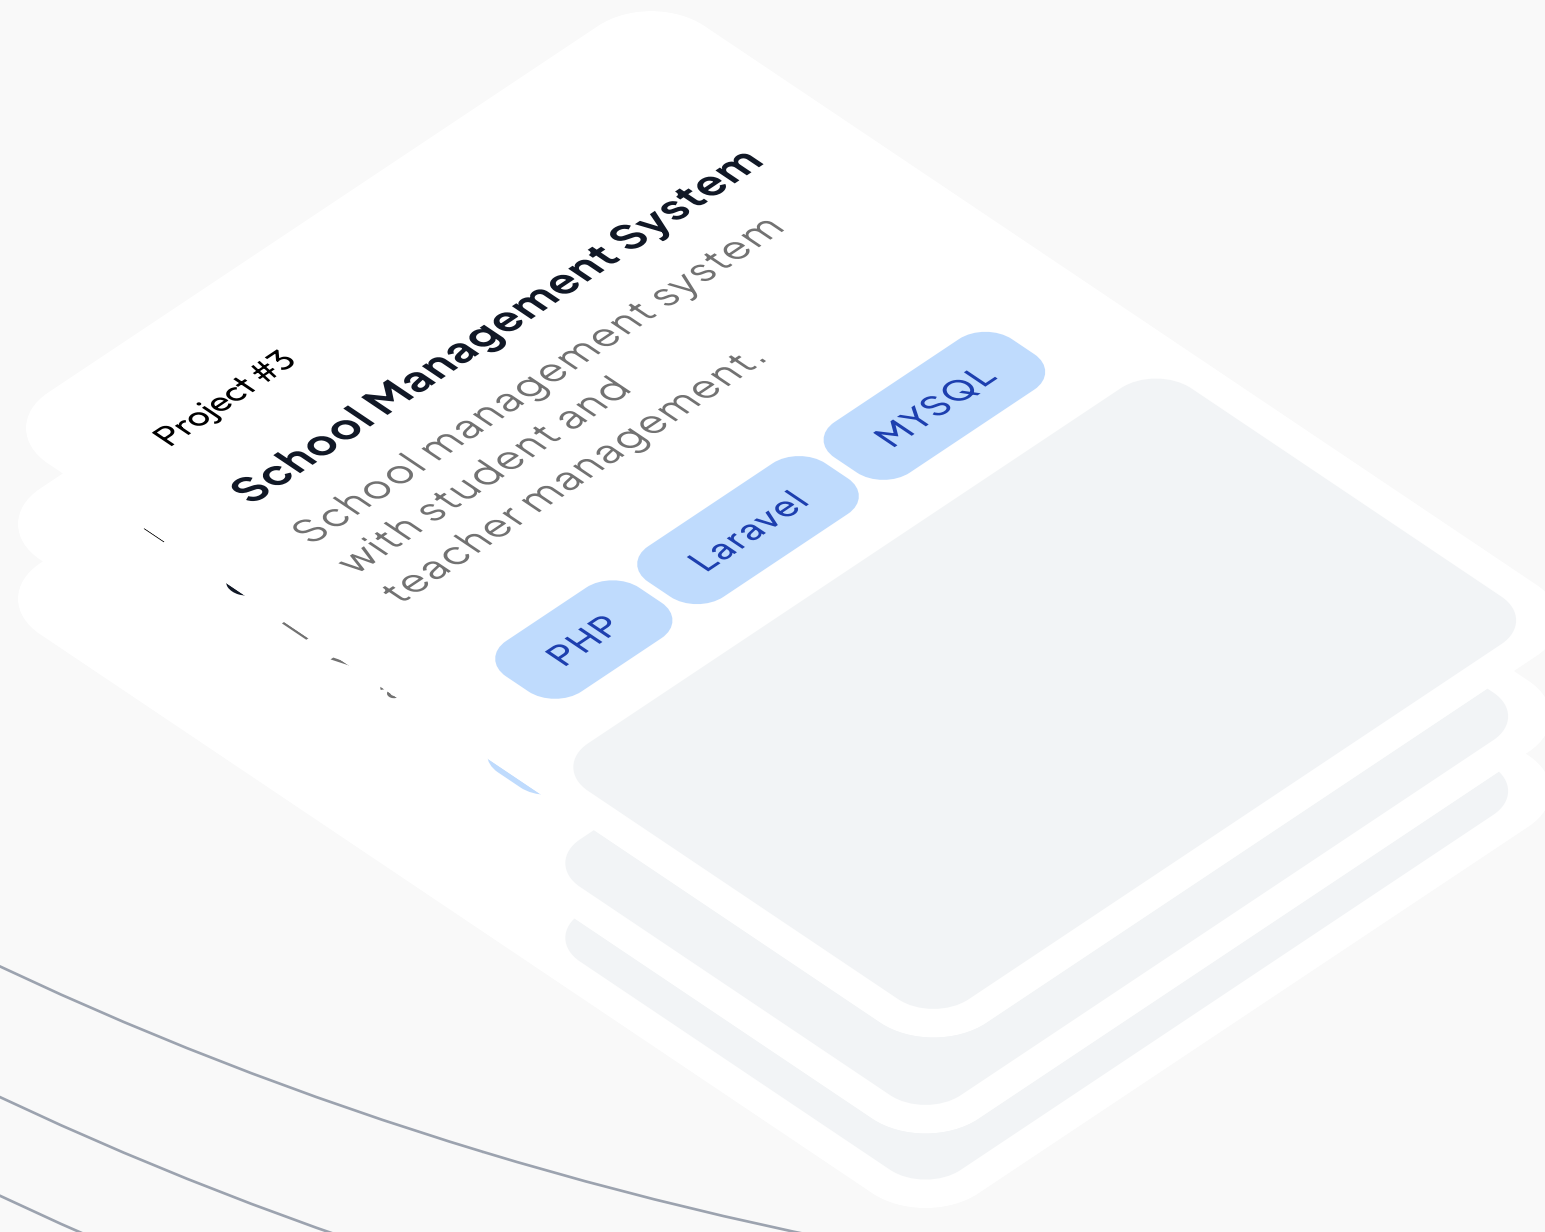 Project #3
School Management System
School management system
with student and
teacher management.
PHP
Laravel
MYSQL